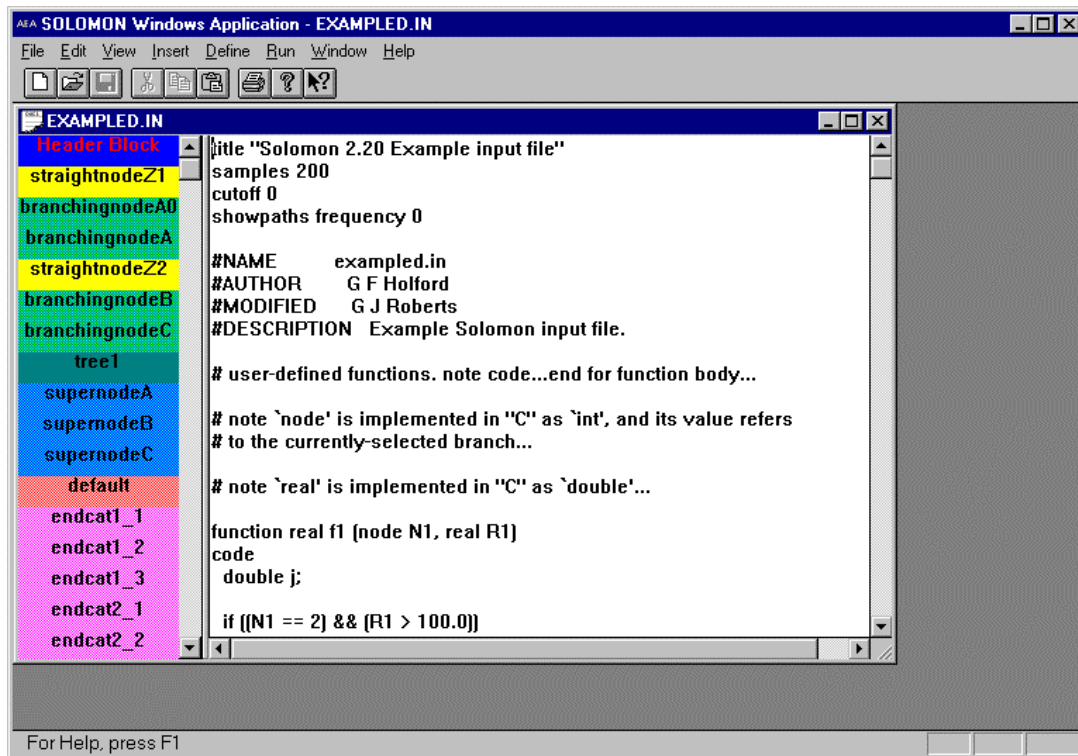 AEA SOLOMON Windows Application - EXAMPLED.IN
File Edit View Insert Define Run Window Help
EXAMPLED.IN
Header Block
straightnodeZ1
branchingnodeA0
branchingnodeA
straightnodeZ2
branchingnodeB
branchingnodeC
tree1
supernodeA
supernodeB
supernodeC
default
endcat1_1
endcat1_2
endcat1_3
endcat2_1
endcat2_2
title "Solomon 2.20 Example input file"
samples 200
cutoff 0
showpaths frequency 0
#NAME exampled.in
#AUTHOR G F Holford
#MODIFIED G J Roberts
#DESCRIPTION Example Solomon input file.
# user-defined functions. note code...end for function body...
# note `node' is implemented in "C" as `int', and its value refers
# to the currently-selected branch...
# note `real' is implemented in "C" as `double'...
function real f1 (node N1, real R1)
code
double j;
if ((N1 == 2) && (R1 > 100.0))
For Help, press F1